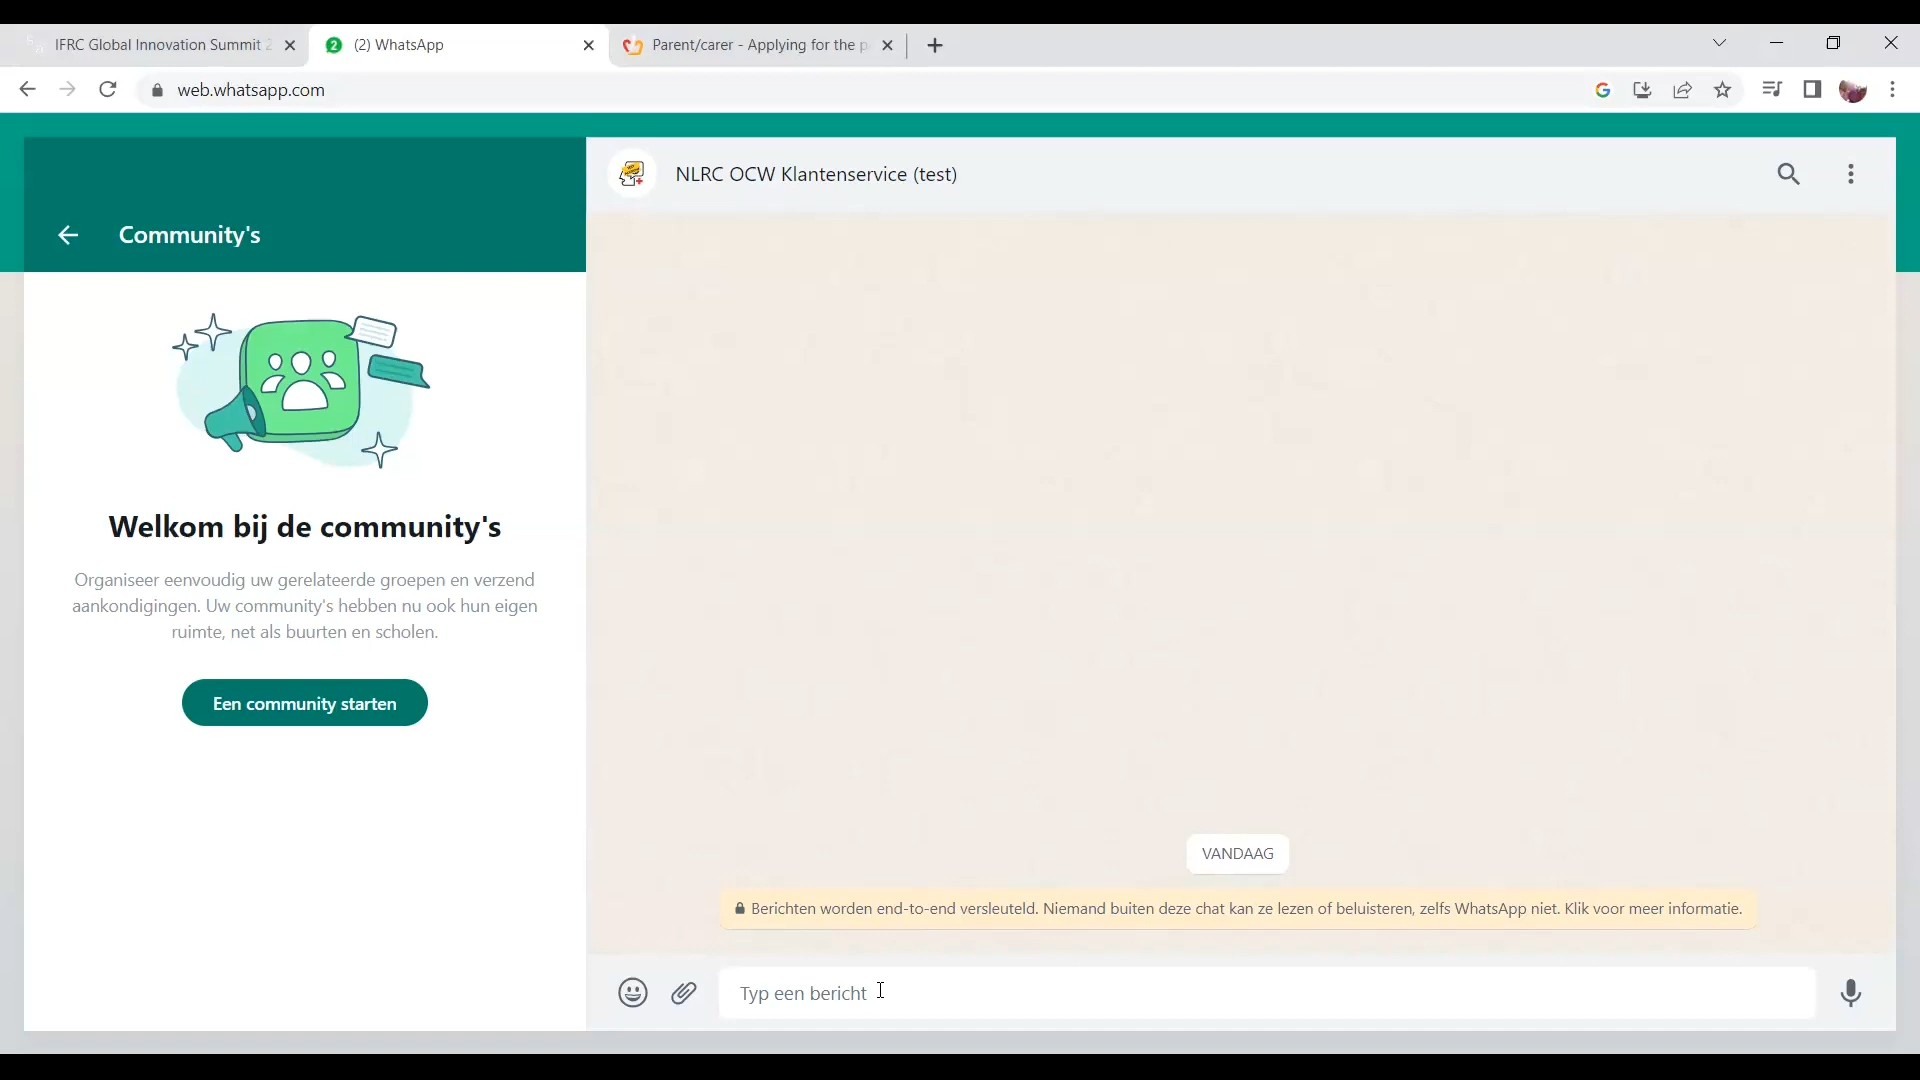 IFRC Global Innovation Summit 2
(2) WhatsApp
Parent/carer - Applying for the p
web.whatsapp.com
Community's
NLRC OCW Klantenservice (test)
Welkom bij de community's
Organiseer eenvoudig uw gerelateerde groepen en verzend
aankondigingen. Uw community's hebben nu ook hun eigen
ruimte, net als buurten en scholen.
Een community starten
VANDAAG
Berichten worden end-to-end versleuteld. Niemand buiten deze chat kan ze lezen of beluisteren, zelfs WhatsApp niet. Klik voor meer informatie.
Typ een bericht